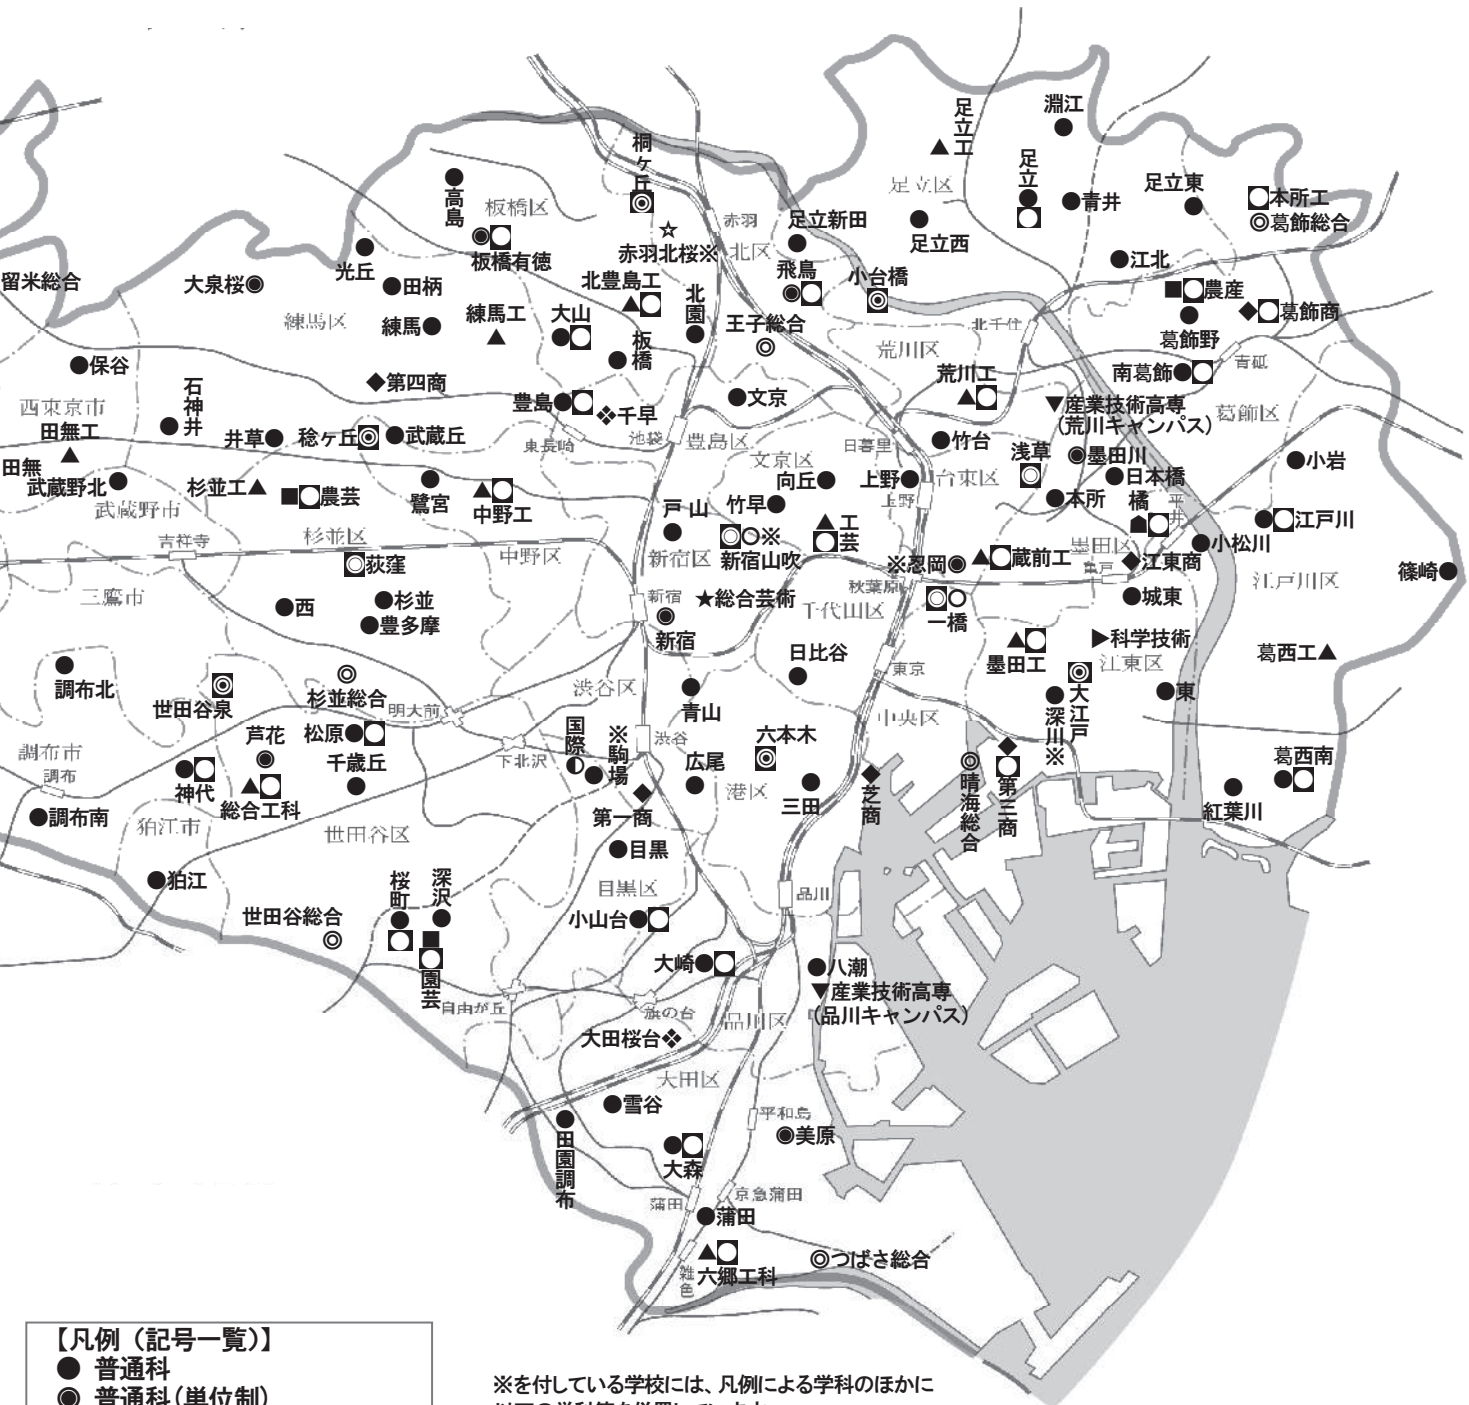 足立工
淵江
足立
青井
足立東
本所工
葛飾総合
足立区
桐ヶ丘
高島
板橋区
赤羽
足立新田
足立西
板橋有徳
赤羽北桜※
北区
光丘
江北
留米総合
大泉桜
田柄
北豊島工
北園
飛鳥
小台橋
農産
葛飾商
練馬区
練馬
練馬工
大山
板橋
王子総合
北千住
葛飾野
荒川区
青砥
保谷
石神井
第四商
荒川工
南葛飾
西東京市
豊島
千早
文京
産業技術高専
(荒川キャンパス)
葛飾区
田無工
井草
稔ヶ丘
武蔵丘
東長崎
池袋
豊島区
日暮里
竹台
浅草
墨田川
小岩
田無
武蔵野北
杉並工
農芸
鷺宮
中野工
文京区
向丘
上野
台東区
日本橋
武蔵野市
戸山
竹早
上野
本所
橘
平井
江戸川
吉祥寺
杉並区
中野区
新宿区
※
新宿山吹
工芸
※忍岡
蔵前工
墨田区
亀戸
江東商
小松川
篠崎
荻窪
三鷹市
西
杉並
豊多摩
新宿
総合芸術
新宿
秋葉原
千代田区
一橋
城東
江戸川区
日比谷
墨田工
科学技術
江東区
葛西工
調布北
世田谷泉
杉並総合
明大前
渋谷区
青山
東京
中央区
深川※
大江戸
東
調布市
調布
芦花
松原
国際
※駒場
渋谷
六本木
神代
総合工科
千歳丘
下北沢
広尾
港区
三田
芝商
晴海総合
第三商
葛西南
紅葉川
調布南
狛江市
世田谷区
第一商
目黒
狛江
桜町
深沢
目黒区
品川
世田谷総合
小山台
園芸
大崎
八潮
産業技術高専
(品川キャンパス)
自由が丘
旗の台
品川区
大田桜台
大田区
雪谷
平和島
美原
田園調布
大森
蒲田
京急蒲田
蒲田
雑色
六郷工科
つばさ総合
【凡例（記号一覧）】
● 普通科
◉ 普通科(単位制)
※を付している学校には、凡例による学科のほかに